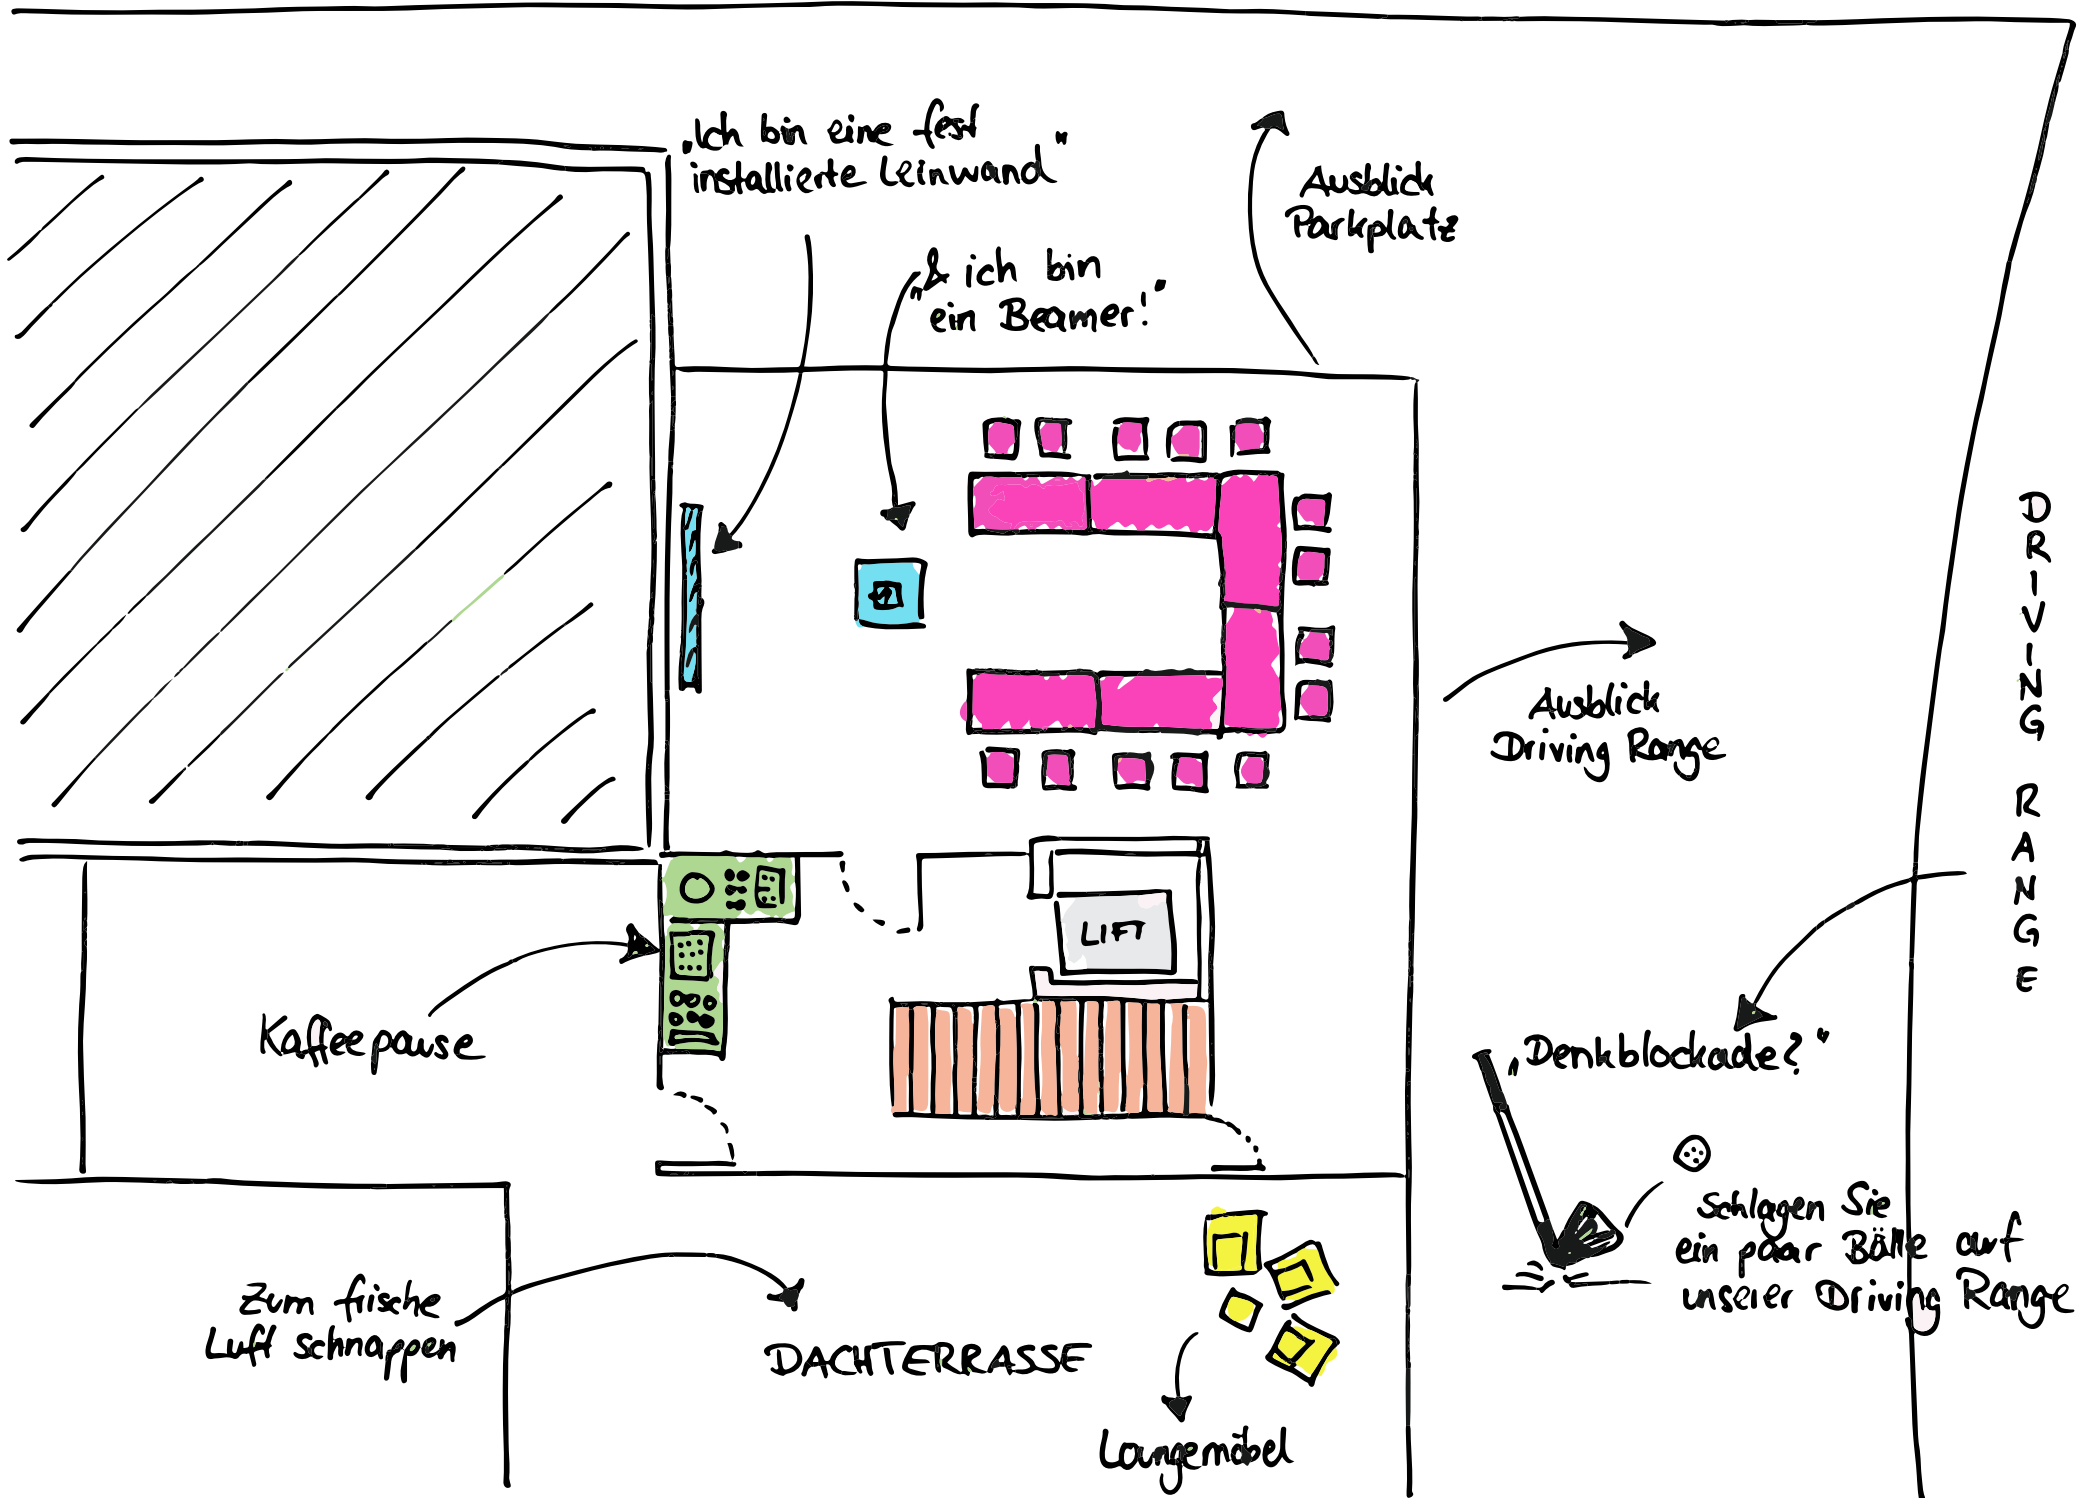 „Ich bin eine fest
installierte Leinwand"
„& ich bin
ein Beamer!"
Ausblick
Parkplatz
Ausblick
Driving Range
DRIVING RANGE
LIFT
Kaffeepause
„Denkblockade?"
Schlagen Sie
ein paar Bälle auf
unserer Driving Range
Zum frische
Luft schnappen
DACHTERRASSE
Loungemöbel